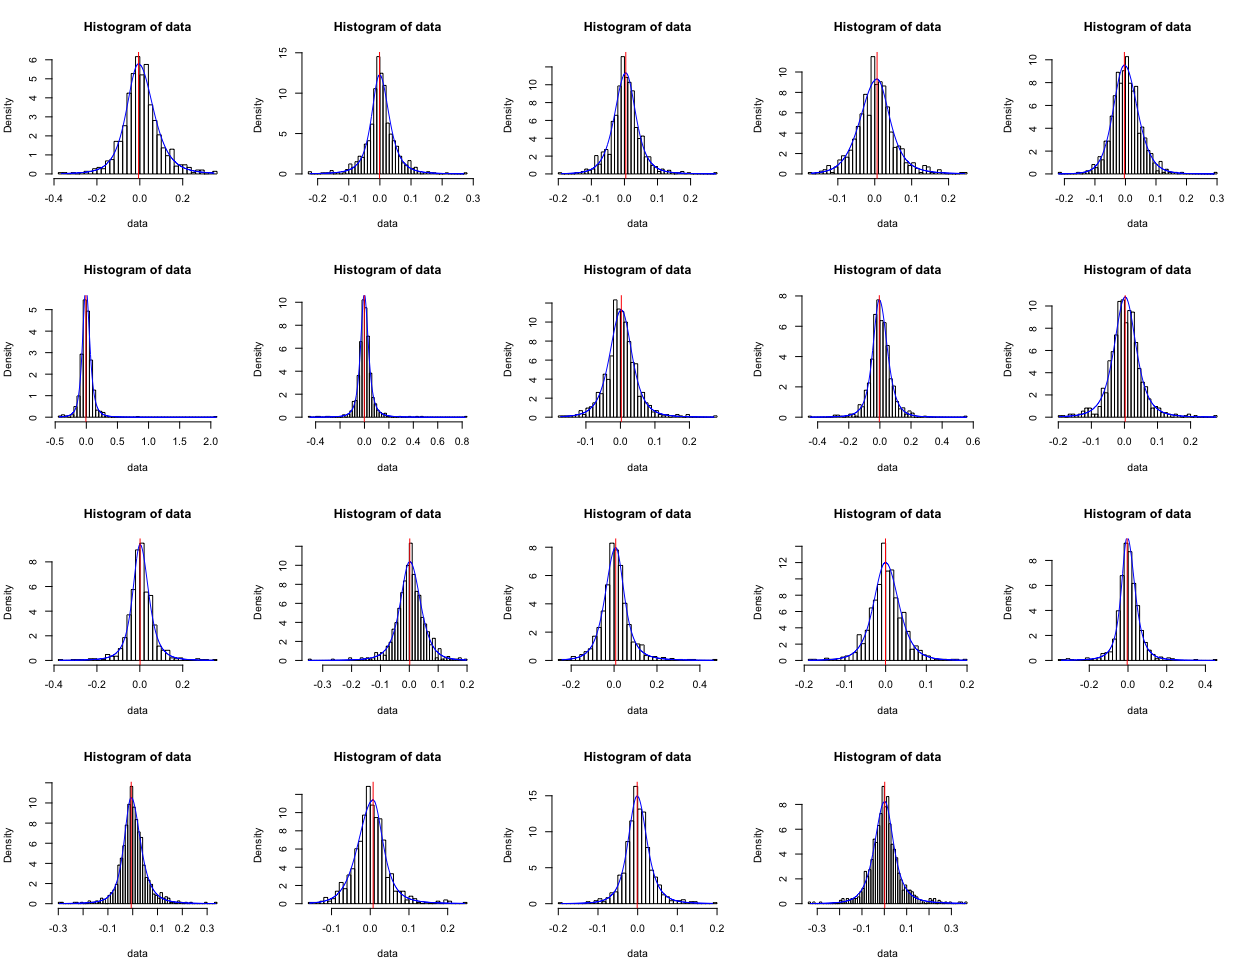 Histogram of data
Density
0 1 2 3 4 5 6
-0.4 -0.2 0.0 0.2
data
Histogram of data
Density
0 5 10 15
-0.2 -0.1 0.0 0.1 0.2 0.3
data
Histogram of data
Density
0 2 4 6 8 10
-0.2 -0.1 0.0 0.1 0.2
data
Histogram of data
Density
0 2 4 6 8 10
-0.1 0.0 0.1 0.2
data
Histogram of data
Density
0 2 4 6 8 10
-0.2 -0.1 0.0 0.1 0.2 0.3
data
Histogram of data
Density
0 1 2 3 4 5
-0.5 0.0 0.5 1.0 1.5 2.0
data
Histogram of data
Density
0 2 4 6 8 10
-0.4 0.0 0.2 0.4 0.6 0.8
data
Histogram of data
Density
0 2 4 6 8 10
-0.1 0.0 0.1 0.2
data
Histogram of data
Density
0 2 4 6 8
-0.4 -0.2 0.0 0.2 0.4 0.6
data
Histogram of data
Density
0 2 4 6 8 10
-0.2 -0.1 0.0 0.1 0.2
data
Histogram of data
Density
0 2 4 6 8
-0.4 -0.2 0.0 0.2
data
Histogram of data
Density
0 2 4 6 8 10
-0.3 -0.1 0.0 0.1 0.2
data
Histogram of data
Density
0 2 4 6 8
-0.2 0.0 0.2 0.4
data
Histogram of data
Density
0 2 4 6 8 12
-0.2 -0.1 0.0 0.1 0.2
data
Histogram of data
Density
0 2 4 6 8
-0.2 0.0 0.2 0.4
data
Histogram of data
Density
0 2 4 6 8 10
-0.3 -0.1 0.0 0.1 0.2 0.3
data
Histogram of data
Density
0 2 4 6 8 10
-0.1 0.0 0.1 0.2
data
Histogram of data
Density
0 5 10 15
-0.2 -0.1 0.0 0.1 0.2
data
Histogram of data
Density
0 2 4 6 8
-0.3 -0.1 0.1 0.3
data